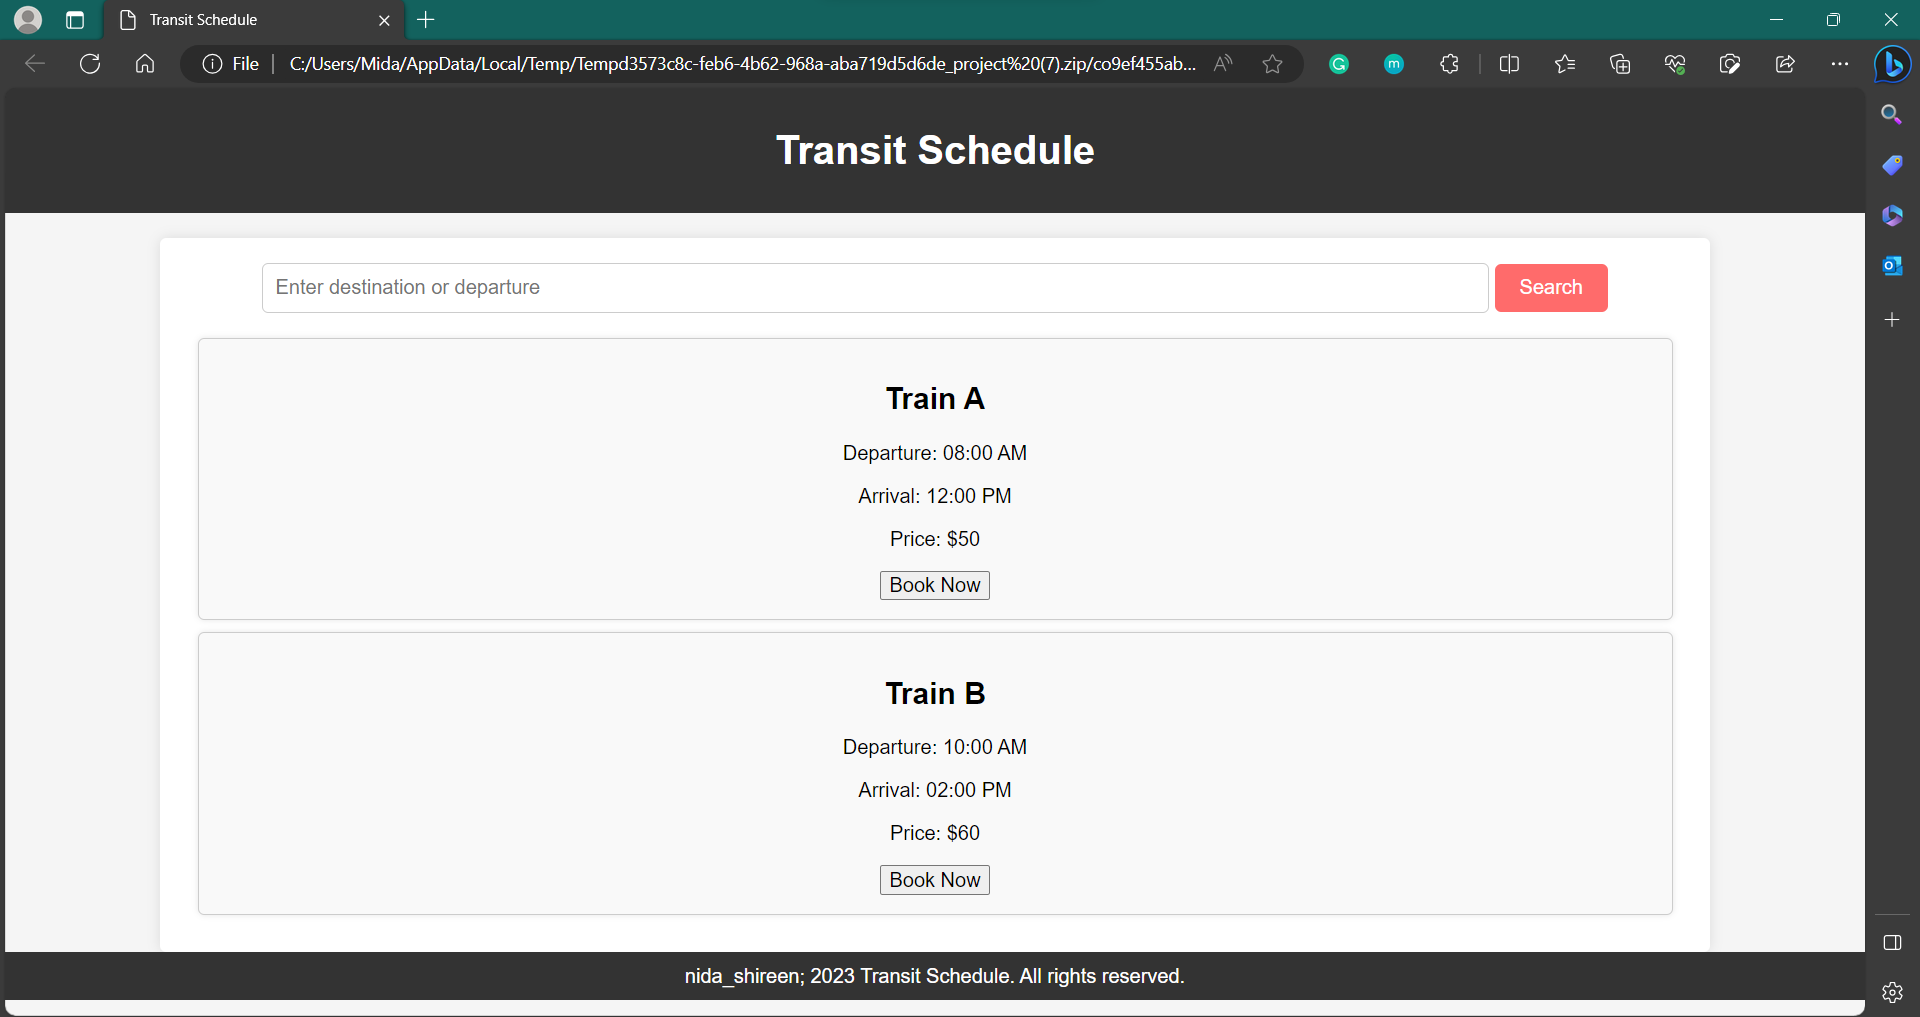 Transit Schedule
File C:/Users/Mida/AppData/Local/Temp/Tempd3573c8c-feb6-4b62-968a-aba719d5d6de_project%20(7).zip/co9ef455ab...
Transit Schedule
Enter destination or departure Search
Train A
Departure: 08:00 AM
Arrival: 12:00 PM
Price: $50
Book Now
Train B
Departure: 10:00 AM
Arrival: 02:00 PM
Price: $60
Book Now
nida_shireen; 2023 Transit Schedule. All rights reserved.